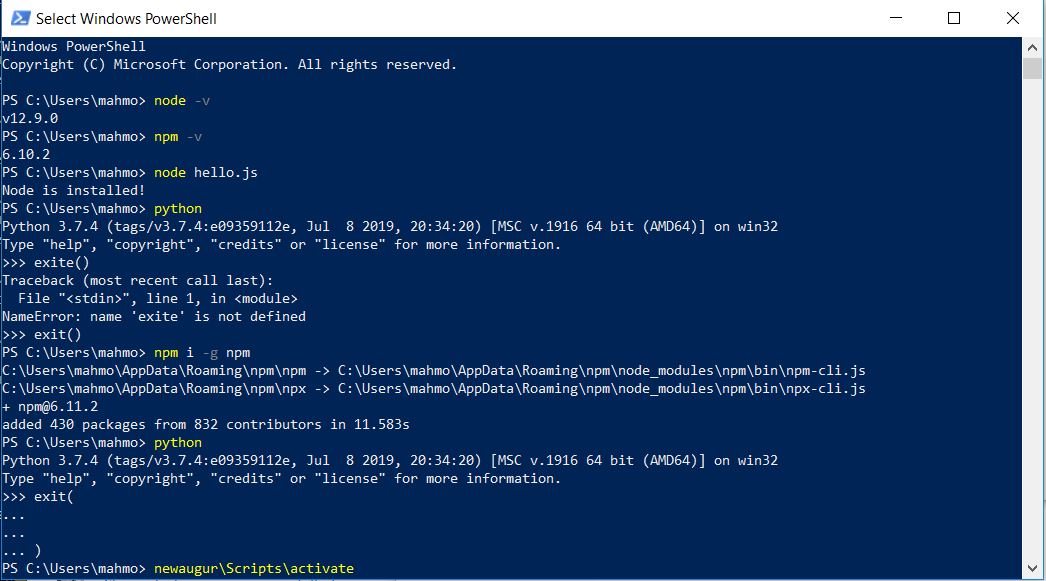 Select Windows PowerShell
Windows PowerShell
Copyright (C) Microsoft Corporation. All rights reserved.
PS C:\Users\mahmo> node -v
v12.9.0
PS C:\Users\mahmo> npm -v
6.10.2
PS C:\Users\mahmo> node hello.js
Node is installed!
PS C:\Users\mahmo> python
Python 3.7.4 (tags/v3.7.4:e09359112e, Jul  8 2019, 20:34:20) [MSC v.1916 64 bit (AMD64)] on win32
Type "help", "copyright", "credits" or "license" for more information.
>>> exite()
Traceback (most recent call last):
  File "<stdin>", line 1, in <module>
NameError: name 'exite' is not defined
>>> exit()
PS C:\Users\mahmo> npm i -g npm
C:\Users\mahmo\AppData\Roaming\npm\npm -> C:\Users\mahmo\AppData\Roaming\npm\node_modules\npm\bin\npm-cli.js
C:\Users\mahmo\AppData\Roaming\npm\npx -> C:\Users\mahmo\AppData\Roaming\npm\node_modules\npm\bin\npx-cli.js
+ npm@6.11.2
added 430 packages from 832 contributors in 11.583s
PS C:\Users\mahmo> python
Python 3.7.4 (tags/v3.7.4:e09359112e, Jul  8 2019, 20:34:20) [MSC v.1916 64 bit (AMD64)] on win32
Type "help", "copyright", "credits" or "license" for more information.
>>> exit(
...
...
... )
PS C:\Users\mahmo> newaugur\Scripts\activate